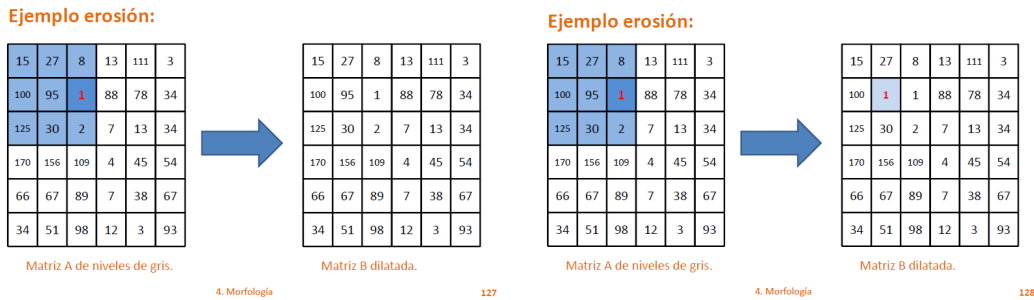 Ejemplo erosión:
15 27 8 13 111 3
100 95 1 88 78 34
125 30 2 7 13 34
170 156 109 4 45 54
66 67 89 7 38 67
34 51 98 12 3 93
Matriz A de niveles de gris.
15 27 8 13 111 3
100 95 1 88 78 34
125 30 2 7 13 34
170 156 109 4 45 54
66 67 89 7 38 67
34 51 98 12 3 93
Matriz B dilatada.
4. Morfología
127
Ejemplo erosión:
15 27 8 13 111 3
100 95 1 88 78 34
125 30 2 7 13 34
170 156 109 4 45 54
66 67 89 7 38 67
34 51 98 12 3 93
Matriz A de niveles de gris.
15 27 8 13 111 3
100 1 1 88 78 34
125 30 2 7 13 34
170 156 109 4 45 54
66 67 89 7 38 67
34 51 98 12 3 93
Matriz B dilatada.
4. Morfología
128